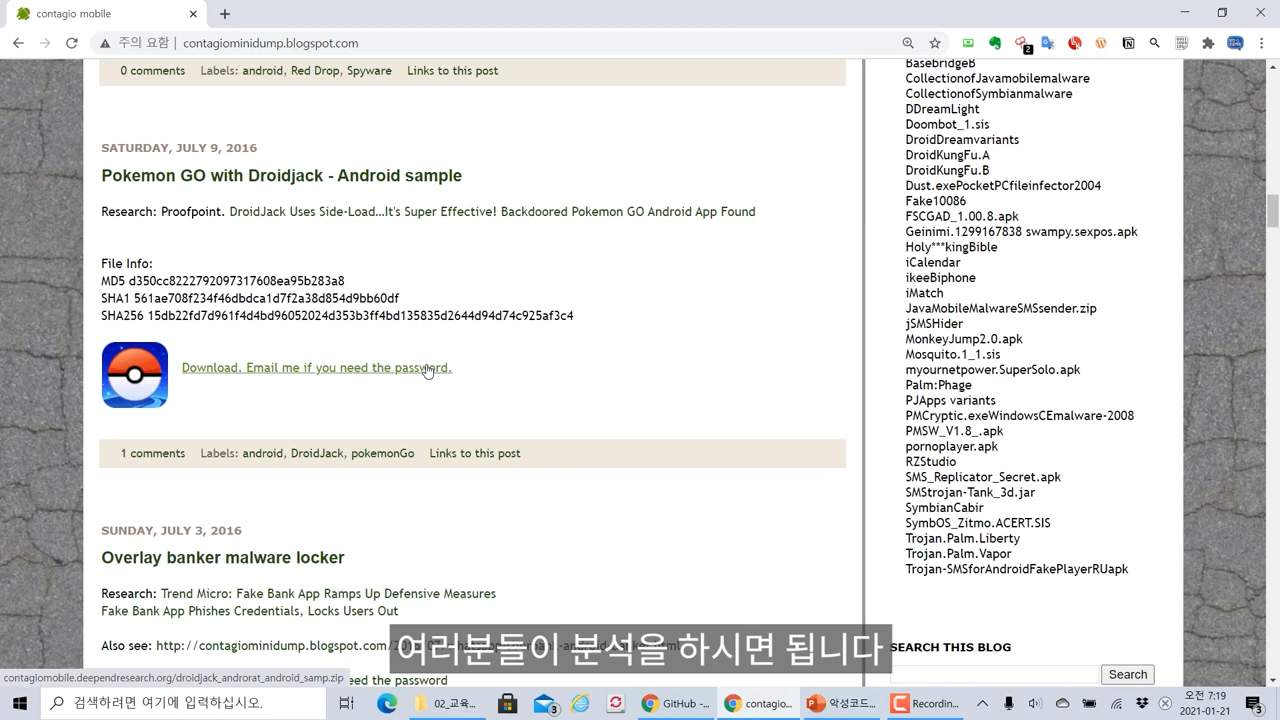 contagio mobile
주의 요함
contagiominidump.blogspot.com
2
0 comments Labels: android, Red Drop, Spyware Links to this post
SATURDAY, JULY 9, 2016
Pokemon GO with Droidjack - Android sample
Research: Proofpoint. DroidJack Uses Side-Load…It's Super Effective! Backdoored Pokemon GO Android App Found
File Info:
MD5 d350cc8222792097317608ea95b283a8
SHA1 561ae708f234f46dbdca1d7f2a38d854d9bb60df
SHA256 15db22fd7d961f4d4bd96052024d353b3ff4bd135835d2644d94d74c925af3c4
Download. Email me if you need the password.
1 comments Labels: android, DroidJack, pokemonGo Links to this post
SUNDAY, JULY 3, 2016
Overlay banker malware locker
Research: Trend Micro: Fake Bank App Ramps Up Defensive Measures
Fake Bank App Phishes Credentials, Locks Users Out
Also see: http://contagiominidump.blogspot.com/
need the password
BasebridgeB
CollectionofJavamobilemalware
CollectionofSymbianmalware
DDreamLight
Doombot_1.sis
DroidDreamvariants
DroidKungFu.A
DroidKungFu.B
Dust.exePocketPCfileinfector2004
Fake10086
FSCGAD_1.00.8.apk
Geinimi.1299167838 swampy.sexpos.apk
Holy***kingBible
iCalendar
ikeeBiphone
iMatch
JavaMobileMalwareSMSsender.zip
jSMSHider
MonkeyJump2.0.apk
Mosquito.1_1.sis
myournetpower.SuperSolo.apk
Palm:Phage
PJApps variants
PMCryptic.exeWindowsCEmalware-2008
PMSW_V1.8_.apk
pornoplayer.apk
RZStudio
SMS_Replicator_Secret.apk
SMStrojan-Tank_3d.jar
SymbianCabir
SymbOS_Zitmo.ACERT.SIS
Trojan.Palm.Liberty
Trojan.Palm.Vapor
Trojan-SMSforAndroidFakePlayerRUapk
SEARCH THIS BLOG
Search
여러분들이 분석을 하시면 됩니다
contagiomobile.deependresearch.org/droidjack_androrat_android_samp.zip
검색하려면 여기에 입력하십시오.
3
02_교육...
GitHub -...
contagio...
악성코드...
Recordin...
오전 7:19
2021-01-21
3